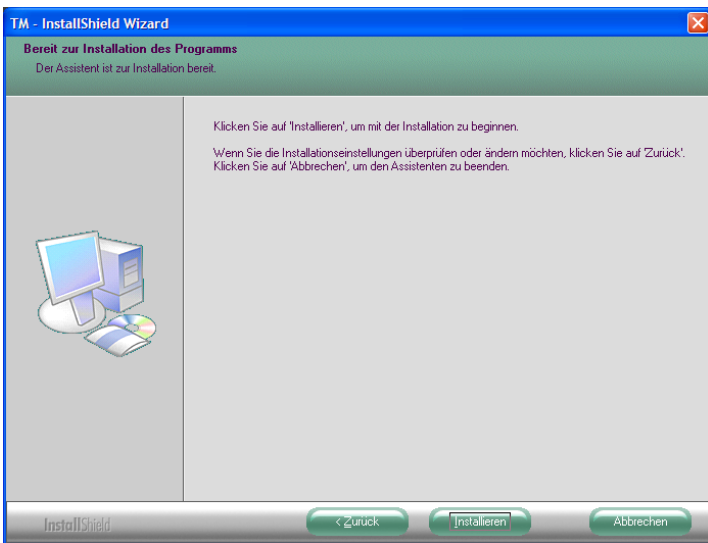 TM - InstallShield Wizard
Bereit zur Installation des Programms
Der Assistent ist zur Installation bereit.
Klicken Sie auf 'Installieren', um mit der Installation zu beginnen.
Wenn Sie die Installationseinstellungen überprüfen oder ändern möchten, klicken Sie auf 'Zurück'.
Klicken Sie auf 'Abbrechen', um den Assistenten zu beenden.
InstallShield
< Zurück
Installieren
Abbrechen